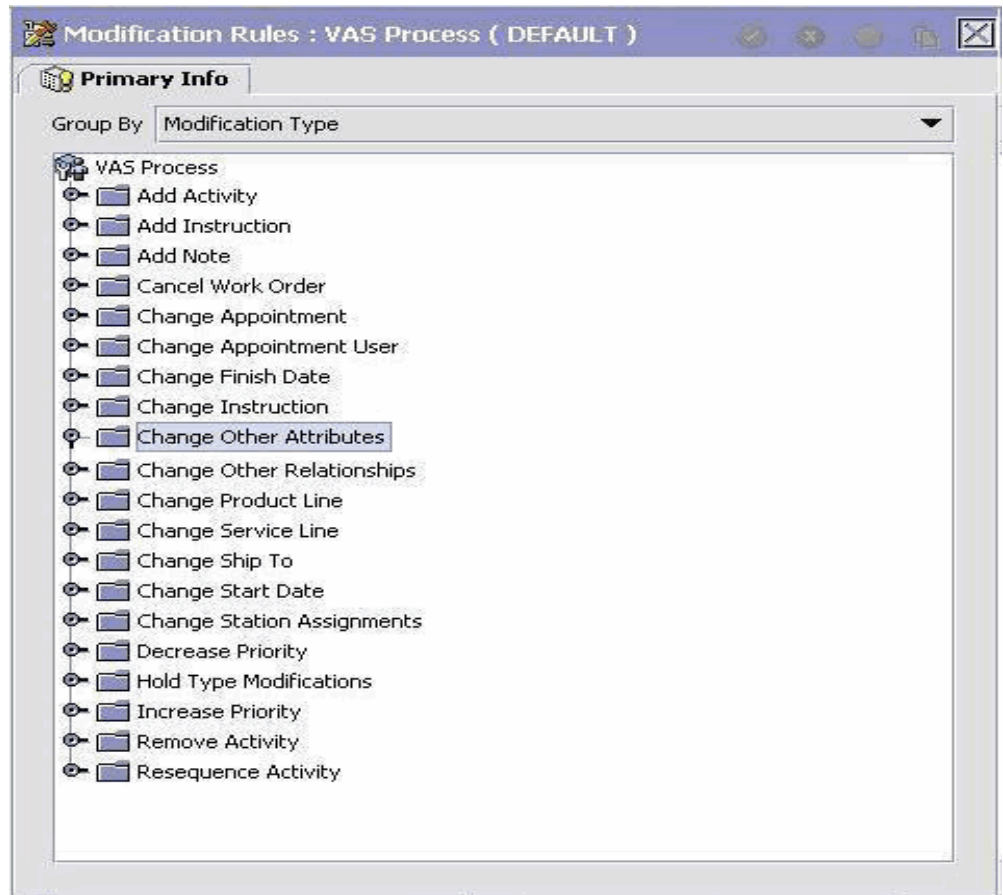 Modification Rules : VAS Process ( DEFAULT )
Primary Info
Group By Modification Type
VAS Process
Add Activity
Add Instruction
Add Note
Cancel Work Order
Change Appointment
Change Appointment User
Change Finish Date
Change Instruction
Change Other Attributes
Change Other Relationships
Change Product Line
Change Service Line
Change Ship To
Change Start Date
Change Station Assignments
Decrease Priority
Hold Type Modifications
Increase Priority
Remove Activity
Resequence Activity